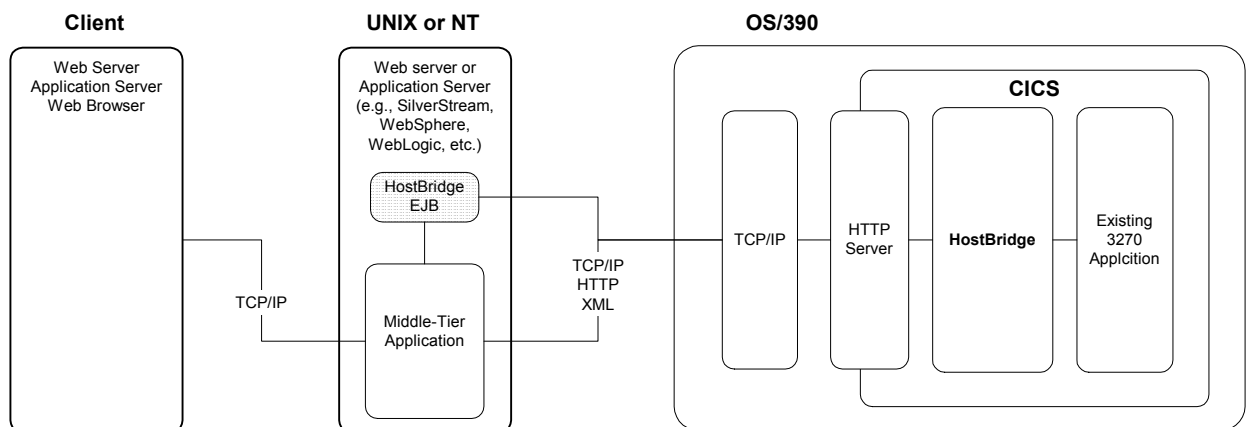 Client
UNIX or NT
OS/390
Web Server
Application Server
Web Browser
Web server or
Application Server
(e.g., SilverStream,
WebSphere,
WebLogic, etc.)
CICS
HostBridge
EJB
TCP/IP
HTTP
Server
HostBridge
Existing
3270
Applcition
TCP/IP
HTTP
XML
TCP/IP
Middle-Tier
Application